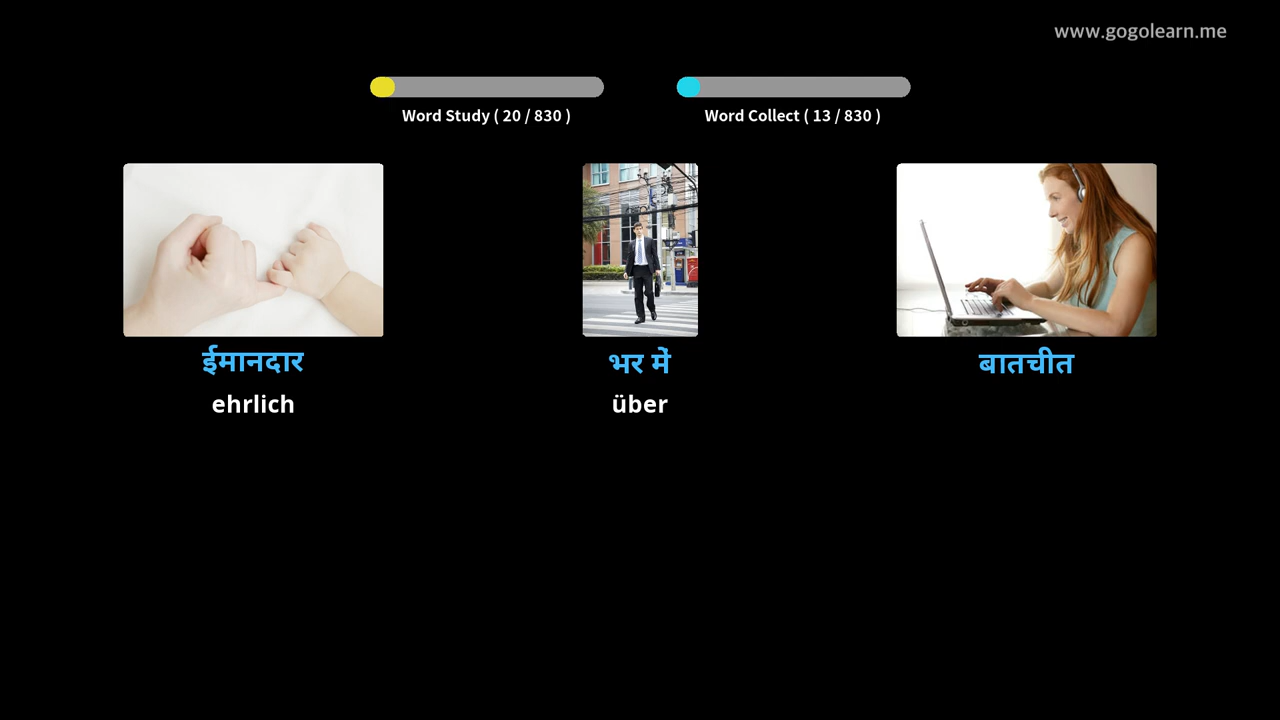 www.gogolearn.me
Word Study ( 20 / 830 )
Word Collect ( 13 / 830 )
ईमानदार
भर में
बातचीत
ehrlich
über